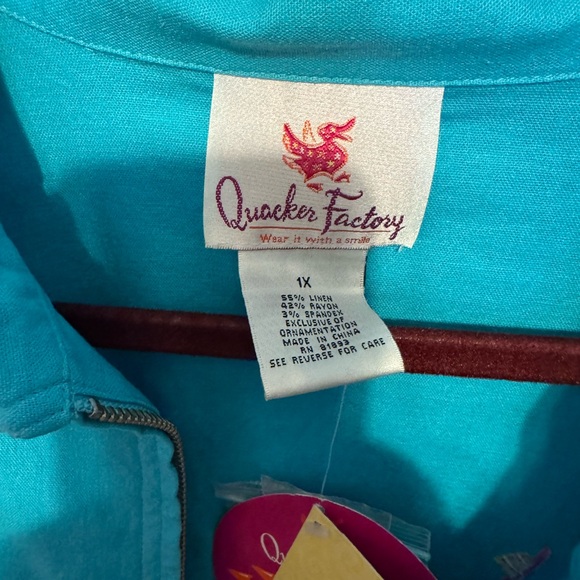 Quacker Factory
Wear it with a smile
1X
55% LINEN
42% RAYON
3% SPANDEX
EXCLUSIVE OF
ORNAMENTATION
MADE IN CHINA
RN 81893
SEE REVERSE FOR CARE